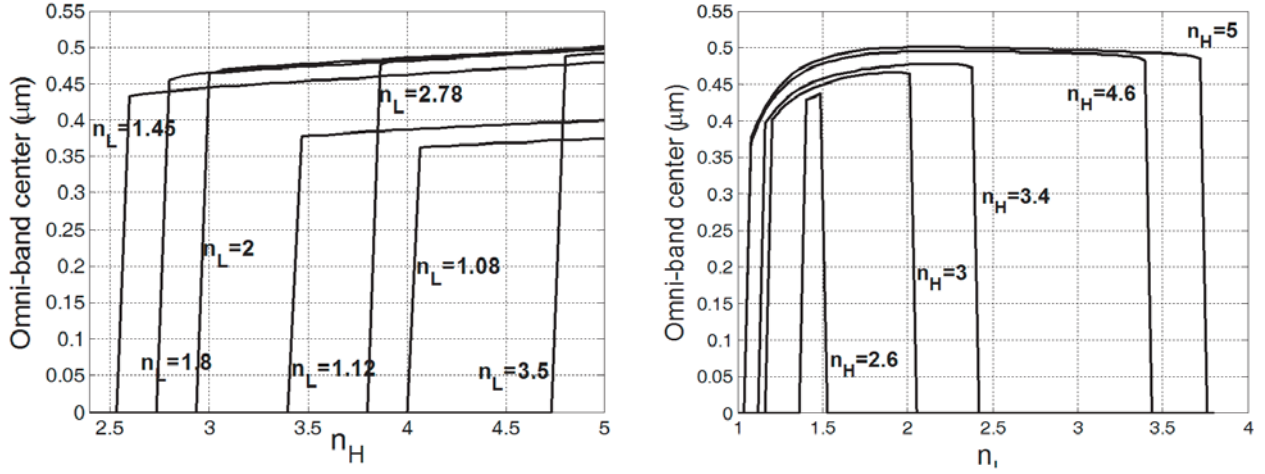 Omni-band center (μm)
0.55
0.5
0.45
0.4
0.35
0.3
0.25
0.2
0.15
0.1
0.05
0
2.5
3
3.5
4
4.5
5
n_H
n_L=1.45
n_L=2.78
n_L=2
n_L=1.08
n_L=1.8
n_L=1.12
n_L=3.5
Omni-band center (μm)
0.55
0.5
0.45
0.4
0.35
0.3
0.25
0.2
0.15
0.1
0.05
0
1
1.5
2
2.5
3
3.5
4
n_H=5
n_H=4.6
n_H=3.4
n_H=3
n_H=2.6